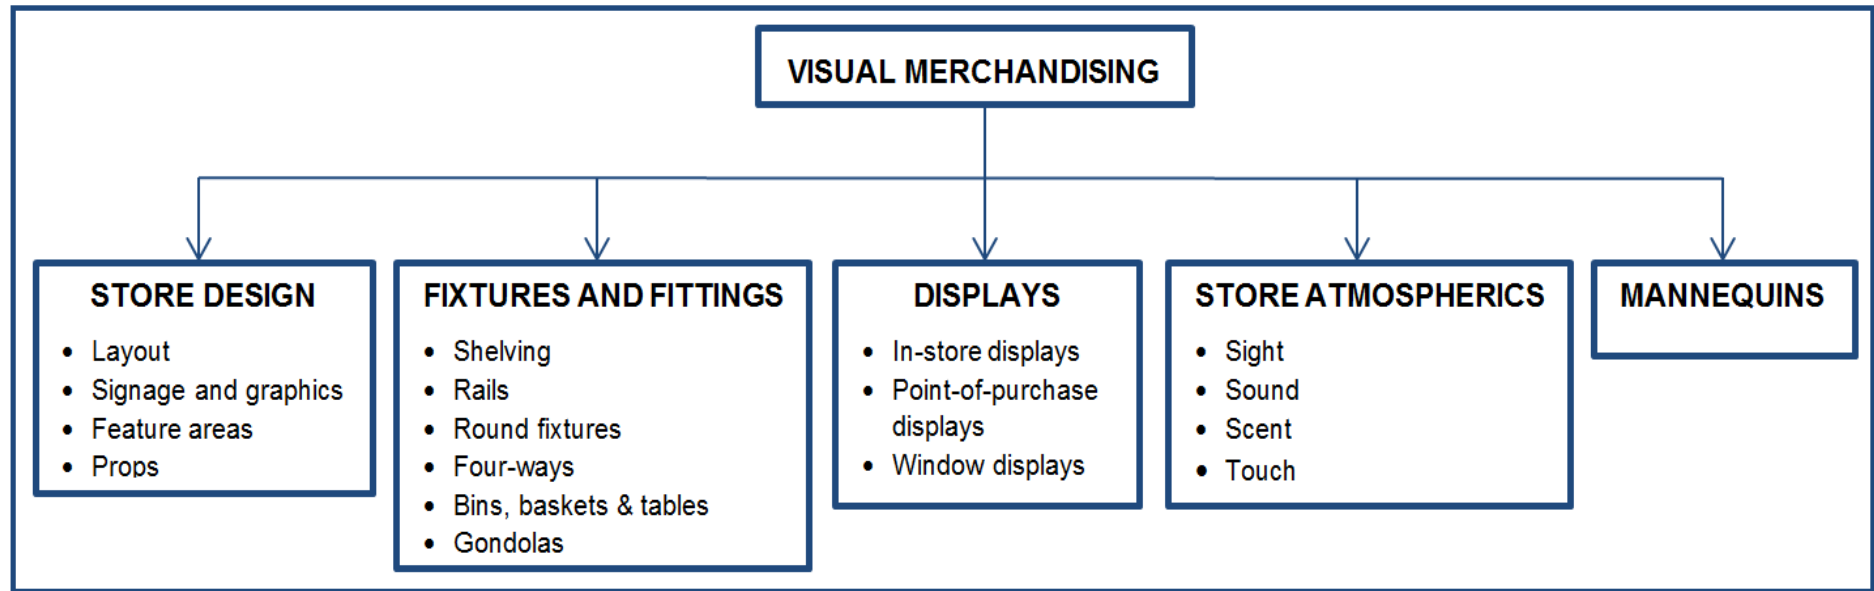 VISUAL MERCHANDISING
STORE DESIGN
• Layout
• Signage and graphics
• Feature areas
• Props
FIXTURES AND FITTINGS
• Shelving
• Rails
• Round fixtures
• Four-ways
• Bins, baskets & tables
• Gondolas
DISPLAYS
• In-store displays
• Point-of-purchase
displays
• Window displays
STORE ATMOSPHERICS
• Sight
• Sound
• Scent
• Touch
MANNEQUINS